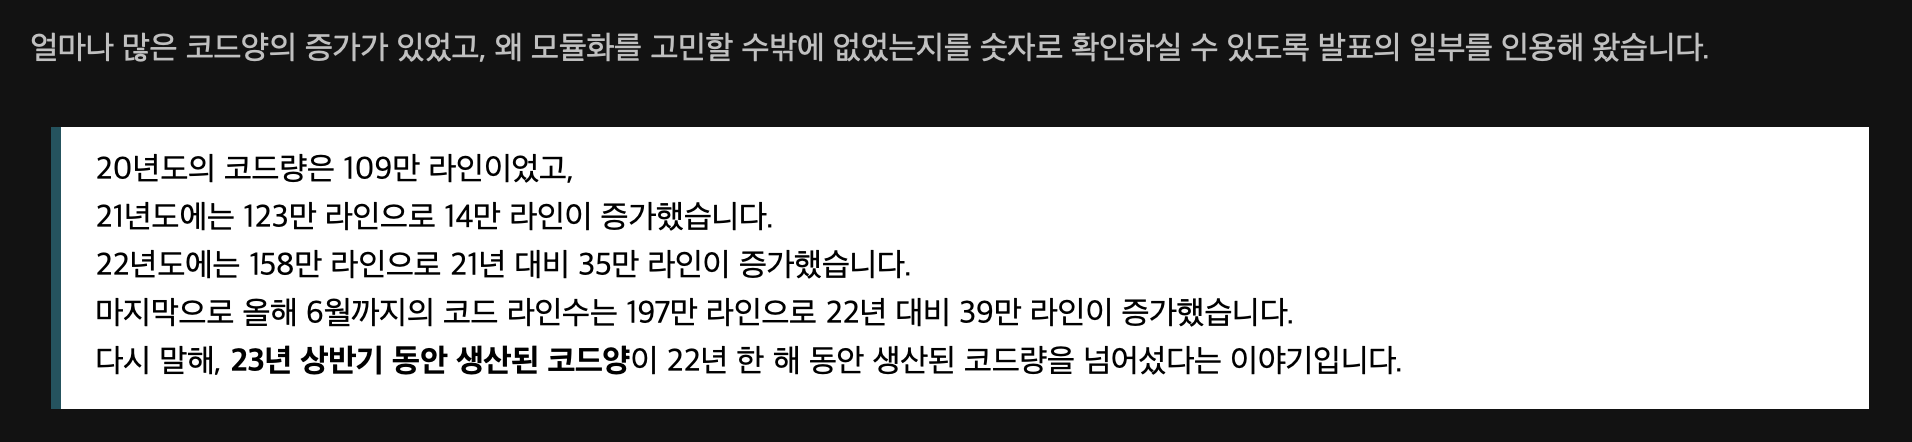 얼마나 많은 코드양의 증가가 있었고, 왜 모듈화를 고민할 수밖에 없었는지를 숫자로 확인하실 수 있도록 발표의 일부를 인용해 왔습니다.
20년도의 코드량은 109만 라인이었고,
21년도에는 123만 라인으로 14만 라인이 증가했습니다.
22년도에는 158만 라인으로 21년 대비 35만 라인이 증가했습니다.
마지막으로 올해 6월까지의 코드 라인수는 197만 라인으로 22년 대비 39만 라인이 증가했습니다.
다시 말해, 23년 상반기 동안 생산된 코드양이 22년 한 해 동안 생산된 코드량을 넘어섰다는 이야기입니다.